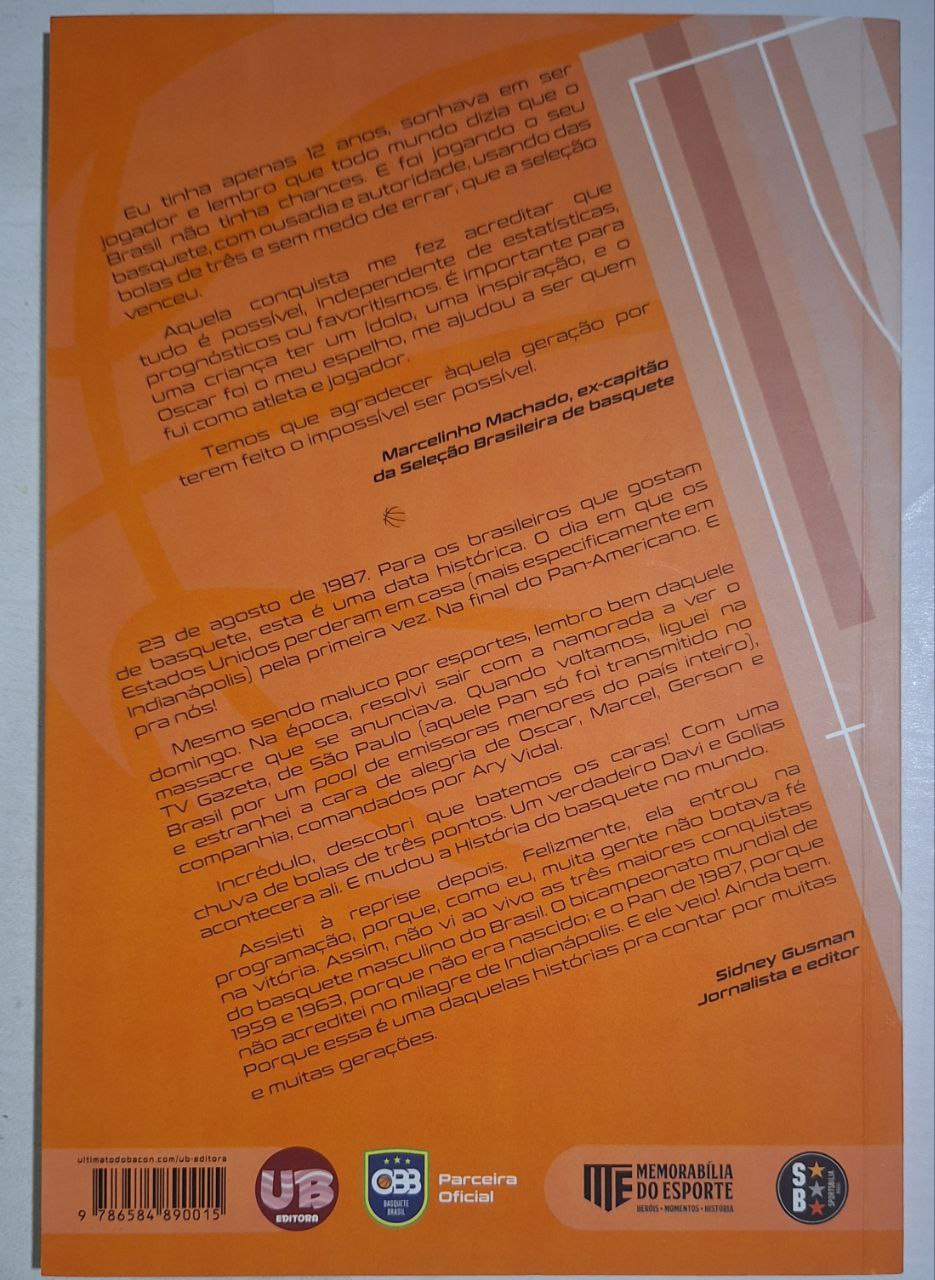 Eu tinha apenas 12 anos, sonhava em ser
jogador e lembro que todo mundo dizia que o
Brasil não tinha chances. E foi jogando o seu
basquete, com ousadia e autoridade, usando das
bolas de três e sem medo de errar, que a seleção
venceu.
Aquela conquista me fez acreditar que
tudo é possível, independente de estatísticas,
prognósticos ou favoritismos. É importante para
uma criança ter um ídolo, uma inspiração, e o
Oscar foi o meu espelho, me ajudou a ser quem
fui como atleta e jogador.
Temos que agradecer àquela geração por
terem feito o impossível ser possível.
Marcelinho Machado, ex-capitão
da Seleção Brasileira de basquete
23 de agosto de 1987. Para os brasileiros que gostam
de basquete, esta é uma data histórica. O dia em que os
Estados Unidos perderam em casa (mais especificamente em
Indianápolis) pela primeira vez. Na final do Pan-Americano. E
pra nós!
Mesmo sendo maluco por esportes, lembro bem daquele
domingo. Na época, resolvi sair com a namorada a ver o
massacre que se anunciava. Quando voltamos, liguei na
TV Gazeta, de São Paulo (aquele Pan só foi transmitido no
Brasil por um pool de emissoras menores do país inteiro),
e estranhei a cara de alegria de Oscar, Marcel, Gerson e
companhia, comandados por Ary Vidal.
Incrédulo, descobri que batemos os caras! Com uma
chuva de bolas de três pontos. Um verdadeiro Davi e Golias
acontecera ali. E mudou a História do basquete no mundo.
Assisti à reprise depois. Felizmente, ela entrou na
programação, porque, como eu, muita gente não botava fé
na vitória. Assim, não vi ao vivo as três maiores conquistas
do basquete masculino do Brasil. O bicampeonato mundial de
1959 e 1963, porque não era nascido; e o Pan de 1987, porque
não acreditei no milagre de Indianápolis. E ele veio! Ainda bem.
Porque essa é uma daquelas histórias pra contar por muitas
e muitas gerações.
Sidney Gusman
Jornalista e editor
ultimatodobacon.com/ub-editora
9 786584 890015
UB
EDITORA
CBB
BASQUETE
BRASIL
Parceira
Oficial
ME
MEMORABÍLIA
DO ESPORTE
HERÓIS • MOMENTOS • HISTÓRIA
S
B
SPORTSBILIA